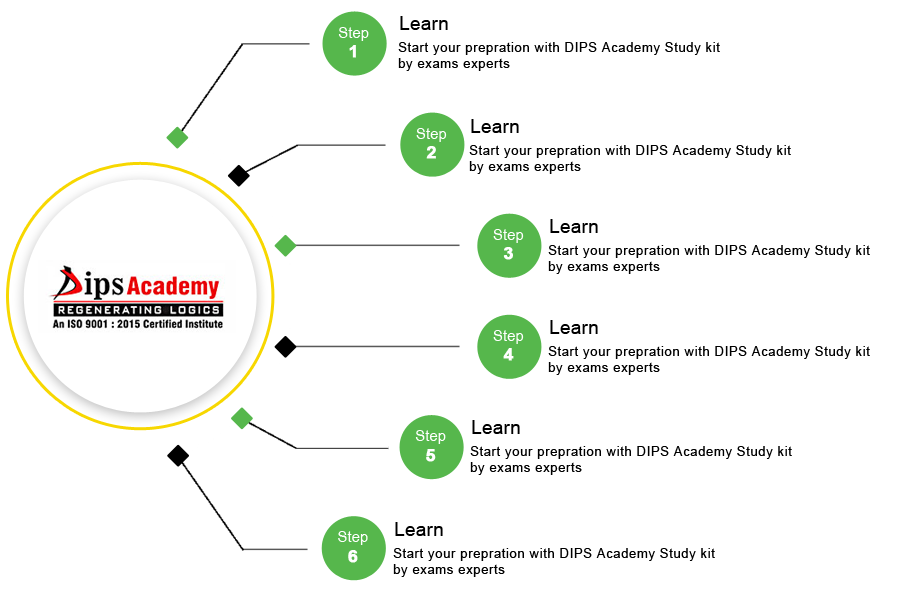 Step
1
Learn
Start your prepration with DIPS Academy Study kit
by exams experts
Step
2
Learn
Start your prepration with DIPS Academy Study kit
by exams experts
Step
3
Learn
Start your prepration with DIPS Academy Study kit
by exams experts
Dips Academy
REGENERATING LOGICS
An ISO 9001 : 2015 Certified Institute
Step
4
Learn
Start your prepration with DIPS Academy Study kit
by exams experts
Step
5
Learn
Start your prepration with DIPS Academy Study kit
by exams experts
Step
6
Learn
Start your prepration with DIPS Academy Study kit
by exams experts